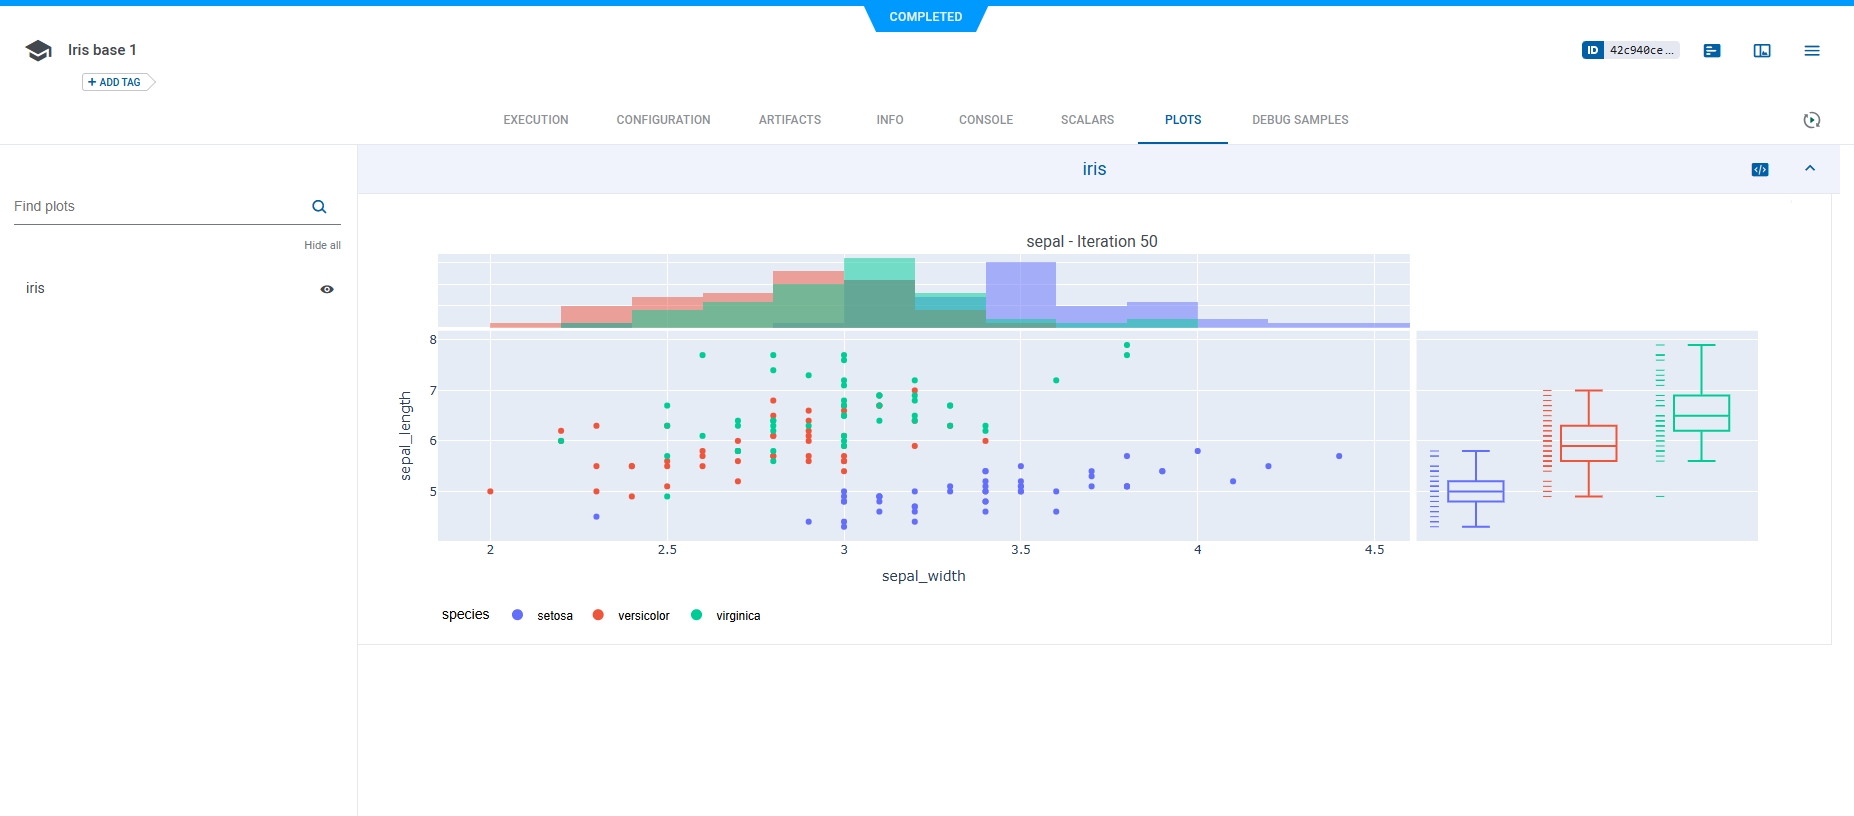 COMPLETED
Iris base 1
ID 42c940ce...
+ ADD TAG
EXECUTION CONFIGURATION ARTIFACTS INFO CONSOLE SCALARS PLOTS DEBUG SAMPLES
iris
Find plots
Hide all
iris
sepal - Iteration 50
8
7
6
5
sepal_length
2 2.5 3 3.5 4 4.5
sepal_width
species setosa versicolor virginica